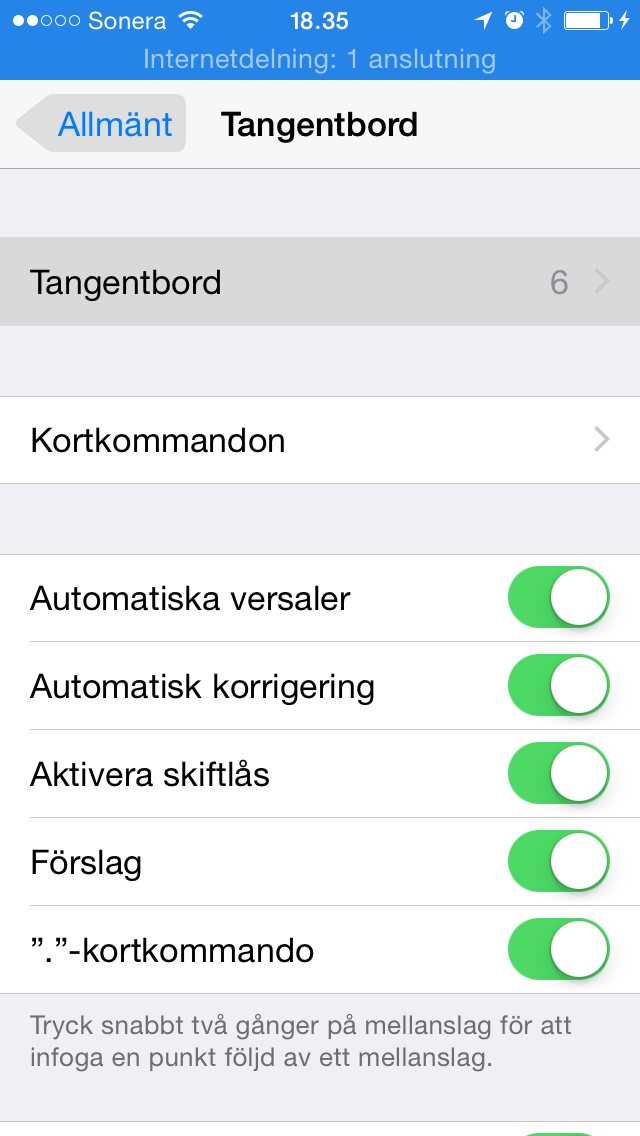 Sonera 18.35
Internetdelning: 1 anslutning
Allmänt Tangentbord
Tangentbord 6
Kortkommandon
Automatiska versaler
Automatisk korrigering
Aktivera skiftlås
Förslag
”.”-kortkommando
Tryck snabbt två gånger på mellanslag för att
infoga en punkt följd av ett mellanslag.